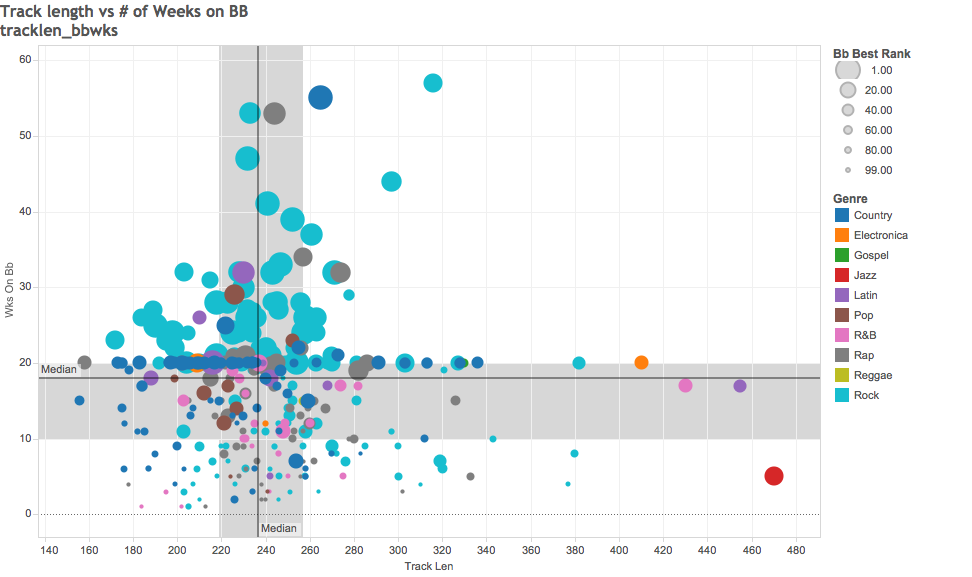 Track length vs # of Weeks on BB
tracklen_bbwks
Wks On Bb
60
50
40
30
20
10
0
Median
Median
140 160 180 200 220 240 260 280 300 320 340 360 380 400 420 440 460 480
Track Len
Bb Best Rank
1.00
20.00
40.00
60.00
80.00
99.00
Genre
Country
Electronica
Gospel
Jazz
Latin
Pop
R&B
Rap
Reggae
Rock